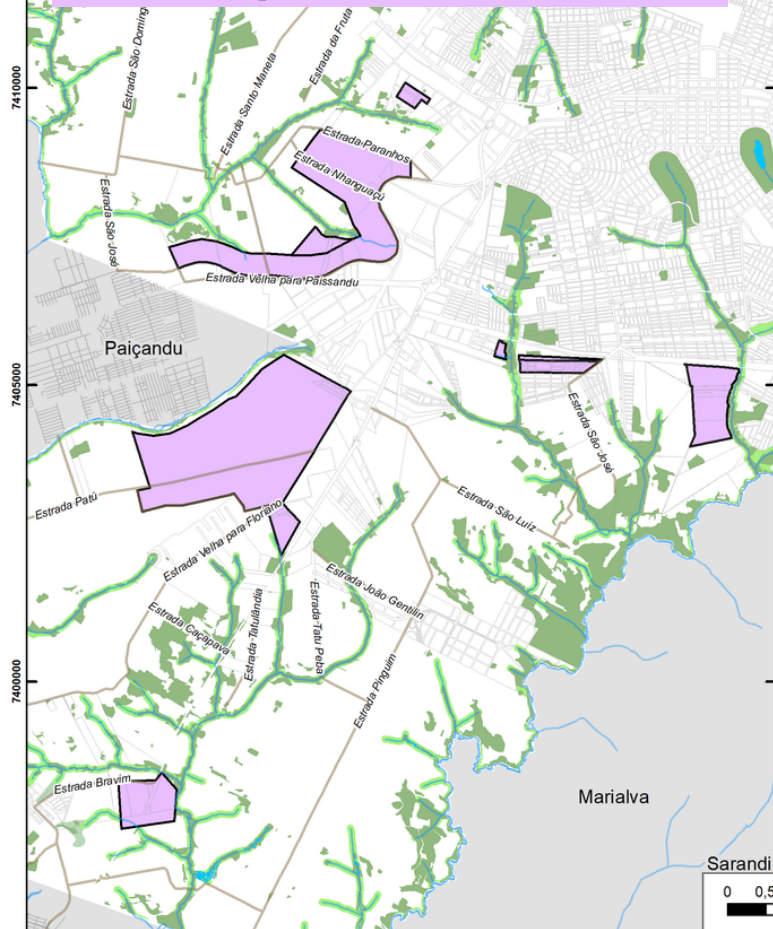 Estrada São Doming
Estrada Santo Maneta
Estrada da Fruta
7410000
Estrada Paranhos
Estrada Nhanguaçú
Estrada São José
Estrada Velha para Paissandu
Paiçandu
7405000
Estrada São José
Estrada Patú
Estrada São Luíz
Estrada Velha para Floriano
Estrada João Gentilin
Estrada Caçapava
Estrada Tatulândia
Estrada Tatu Peba
7400000
Estrada Pinguim
Estrada Bravim
Marialva
Sarandi
0 0,5